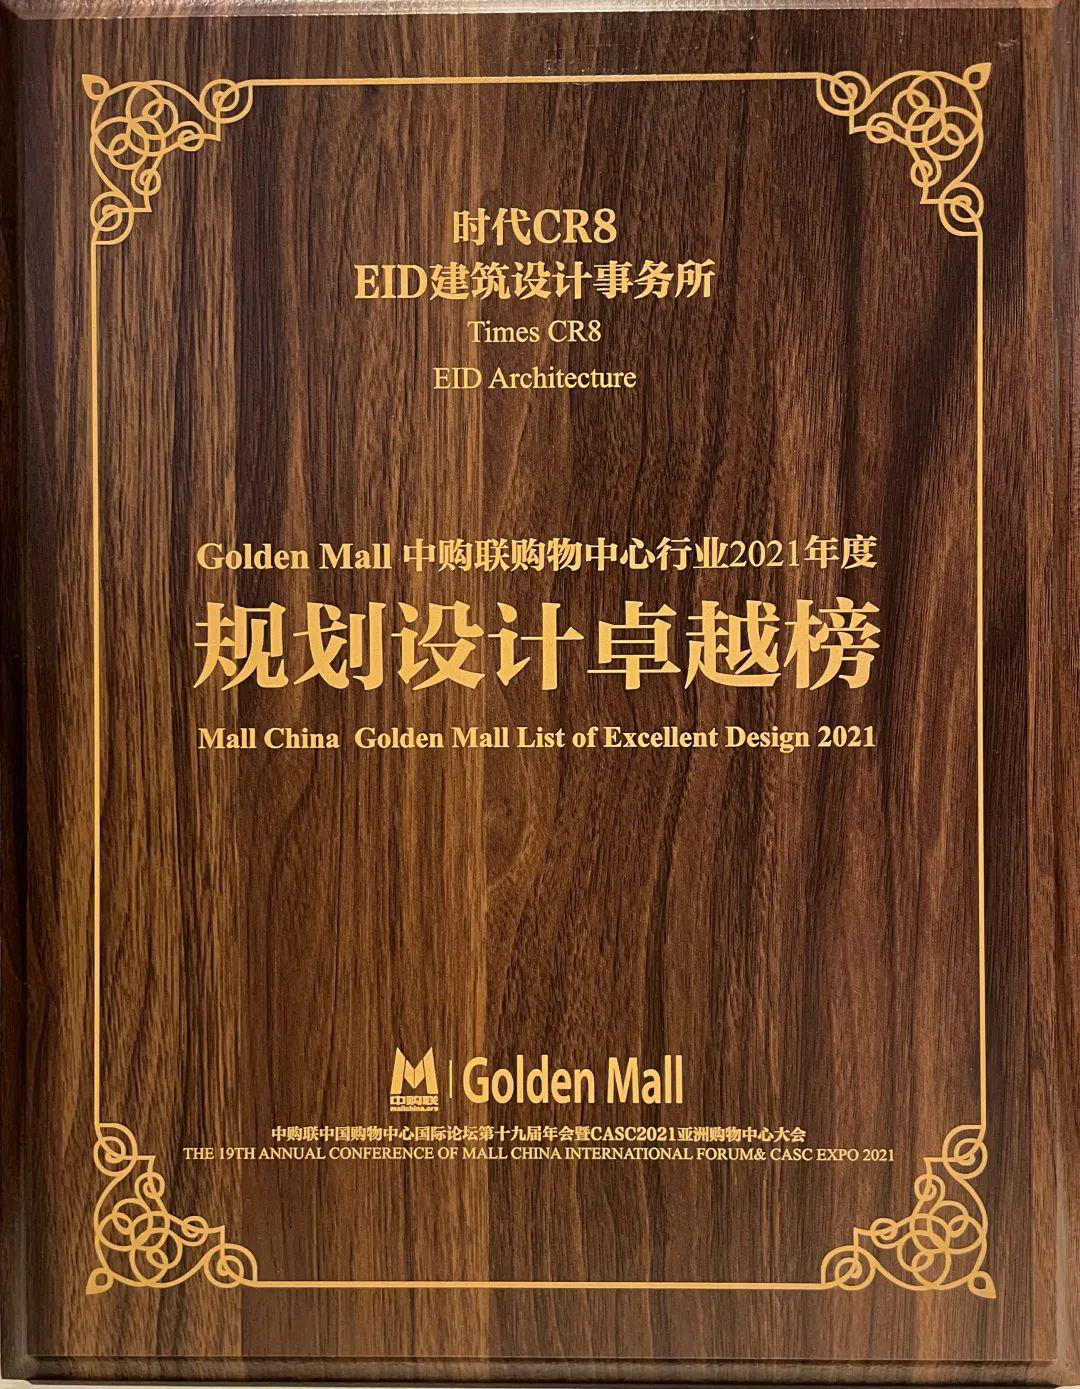 时代CR8
EID建筑设计事务所
Times CR8
EID Architecture
Golden Mall 中购联购物中心行业2021年度
规划设计卓越榜
Mall China Golden Mall List of Excellent Design 2021
中购联
mallchina.org
Golden Mall
中购联中国购物中心国际论坛第十九届年会暨CASC2021亚洲购物中心大会
THE 19TH ANNUAL CONFERENCE OF MALL CHINA INTERNATIONAL FORUM& CASC EXPO 2021